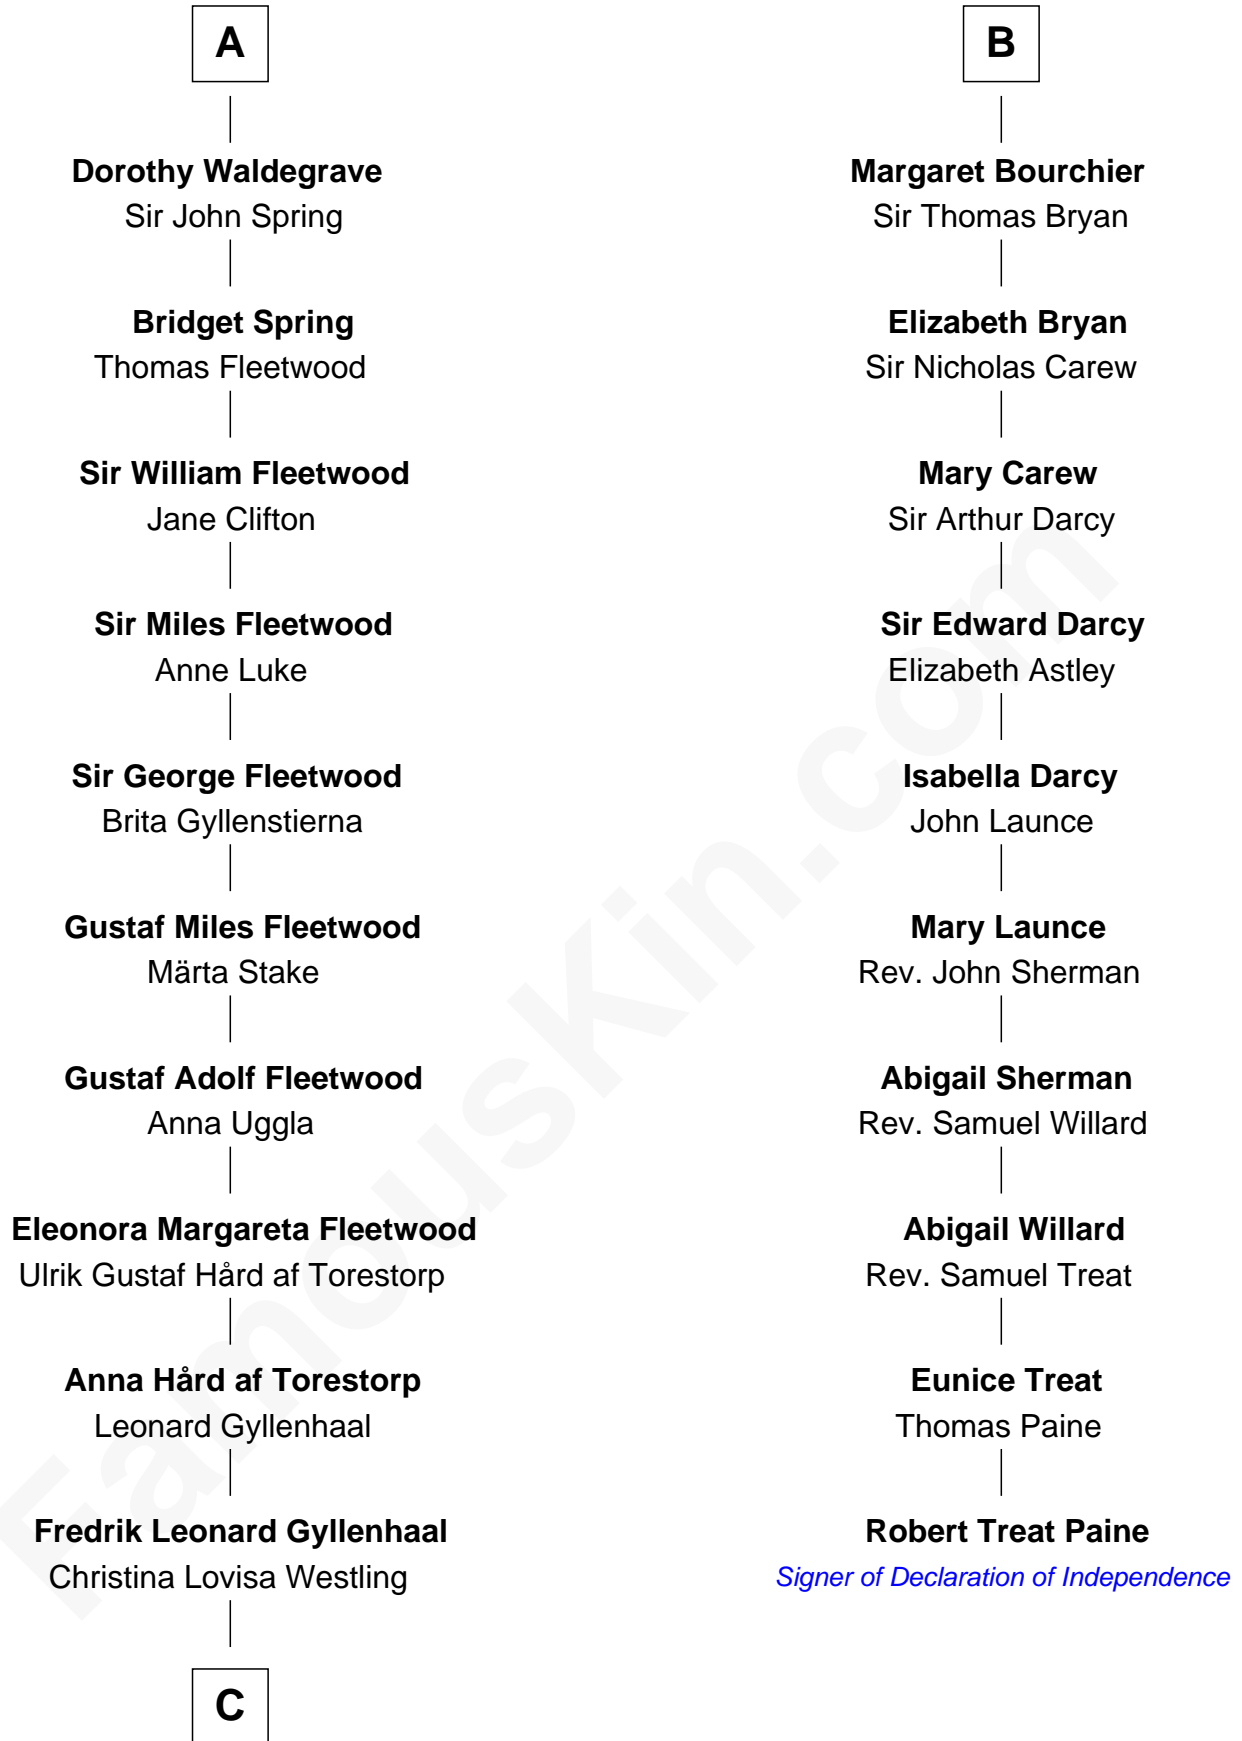 A
Dorothy Waldegrave
Sir John Spring
Bridget Spring
Thomas Fleetwood
Sir William Fleetwood
Jane Clifton
Sir Miles Fleetwood
Anne Luke
Sir George Fleetwood
Brita Gyllenstierna
Gustaf Miles Fleetwood
Märta Stake
Gustaf Adolf Fleetwood
Anna Uggla
Eleonora Margareta Fleetwood
Ulrik Gustaf Hård af Torestorp
Anna Hård af Torestorp
Leonard Gyllenhaal
Fredrik Leonard Gyllenhaal
Christina Lovisa Westling
C
B
Margaret Bourchier
Sir Thomas Bryan
Elizabeth Bryan
Sir Nicholas Carew
Mary Carew
Sir Arthur Darcy
Sir Edward Darcy
Elizabeth Astley
Isabella Darcy
John Launce
Mary Launce
Rev. John Sherman
Abigail Sherman
Rev. Samuel Willard
Abigail Willard
Rev. Samuel Treat
Eunice Treat
Thomas Paine
Robert Treat Paine
Signer of Declaration of Independence
FamousKin.com